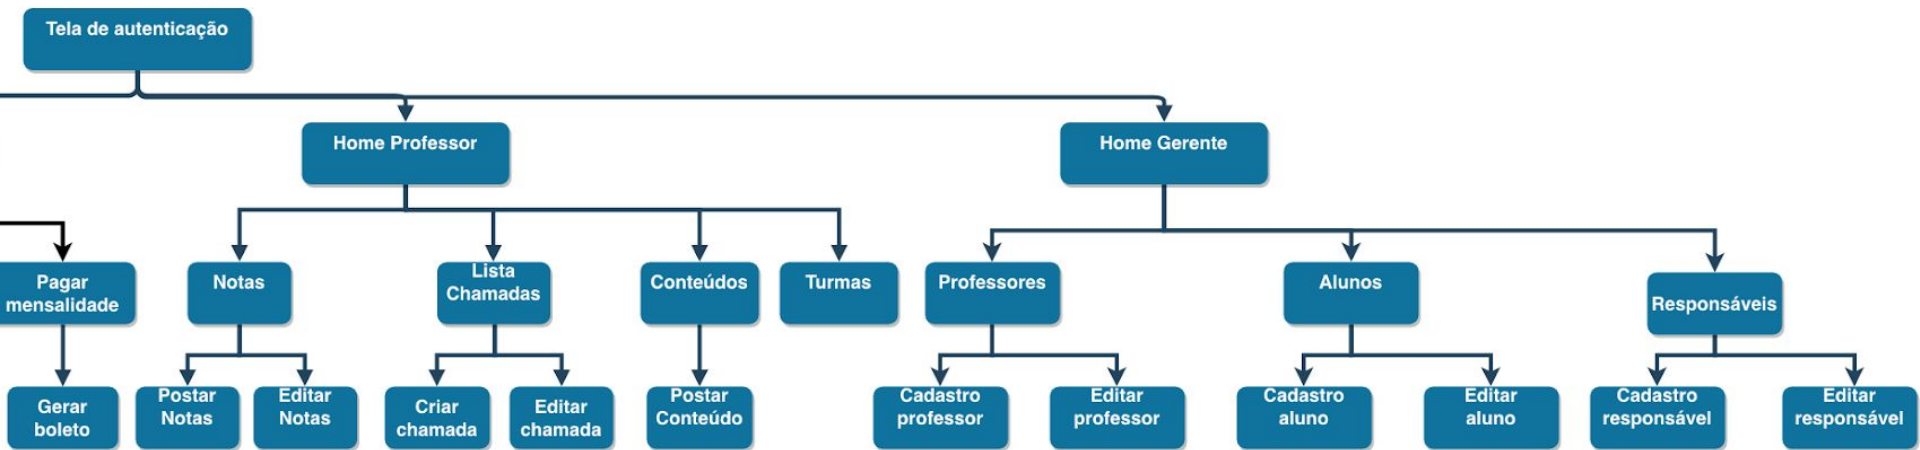 Tela de autenticação
Home Professor
Home Gerente
Pagar
mensalidade
Notas
Lista
Chamadas
Conteúdos
Turmas
Professores
Alunos
Responsáveis
Gerar
boleto
Postar
Notas
Editar
Notas
Criar
chamada
Editar
chamada
Postar
Conteúdo
Cadastro
professor
Editar
professor
Cadastro
aluno
Editar
aluno
Cadastro
responsável
Editar
responsável